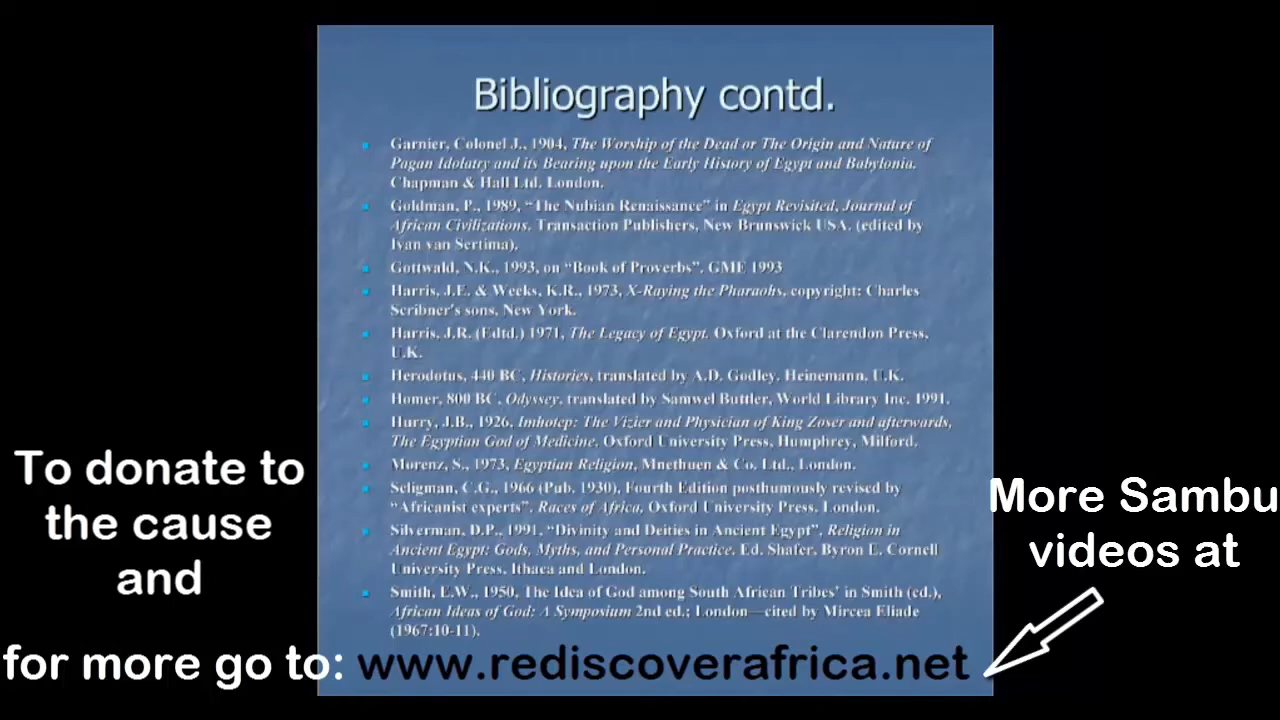 Bibliography contd.
Garnier, Colonel J., 1904, The Worship of the Dead or The Origin and Nature of
Pagan Idolatry and its Bearing upon the Early History of Egypt and Babylonia.
Chapman & Hall Ltd. London.
Goldman, P., 1989, “The Nubian Renaissance” in Egypt Revisited, Journal of
African Civilizations. Transaction Publishers, New Brunswick USA. (edited by
Ivan van Sertima).
Gottwald, N.K., 1993, on “Book of Proverbs”. GME 1993
Harris, J.E. & Weeks, K.R., 1973, X-Raying the Pharaohs, copyright: Charles
Scribner's sons, New York.
Harris, J.R. (Edtd.) 1971, The Legacy of Egypt. Oxford at the Clarendon Press,
U.K.
Herodotus, 440 BC, Histories, translated by A.D. Godley. Heinemann, U.K.
Homer, 800 BC, Odyssey, translated by Samwel Buttler, World Library Inc. 1991.
Hurry, J.B., 1926, Imhotep: The Vizier and Physician of King Zoser and afterwards,
The Egyptian God of Medicine. Oxford University Press, Humphrey, Milford.
Morenz, S., 1973, Egyptian Religion, Mnethuen & Co. Ltd., London.
Seligman, C.G., 1966 (Pub. 1930), Fourth Edition posthumously revised by
“Africanist experts”. Races of Africa, Oxford University Press, London.
Silverman, D.P., 1991, “Divinity and Deities in Ancient Egypt”, Religion in
Ancient Egypt: Gods, Myths, and Personal Practice. Ed. Shafer, Byron E. Cornell
University Press, Ithaca and London.
Smith, E.W., 1950, The Idea of God among South African Tribes’ in Smith (ed.),
African Ideas of God: A Symposium 2nd ed.; London—cited by Mircea Eliade
(1967:10-11).
To donate to
the cause
and
for more go to: www.rediscoverafrica.net
More Sambu
videos at